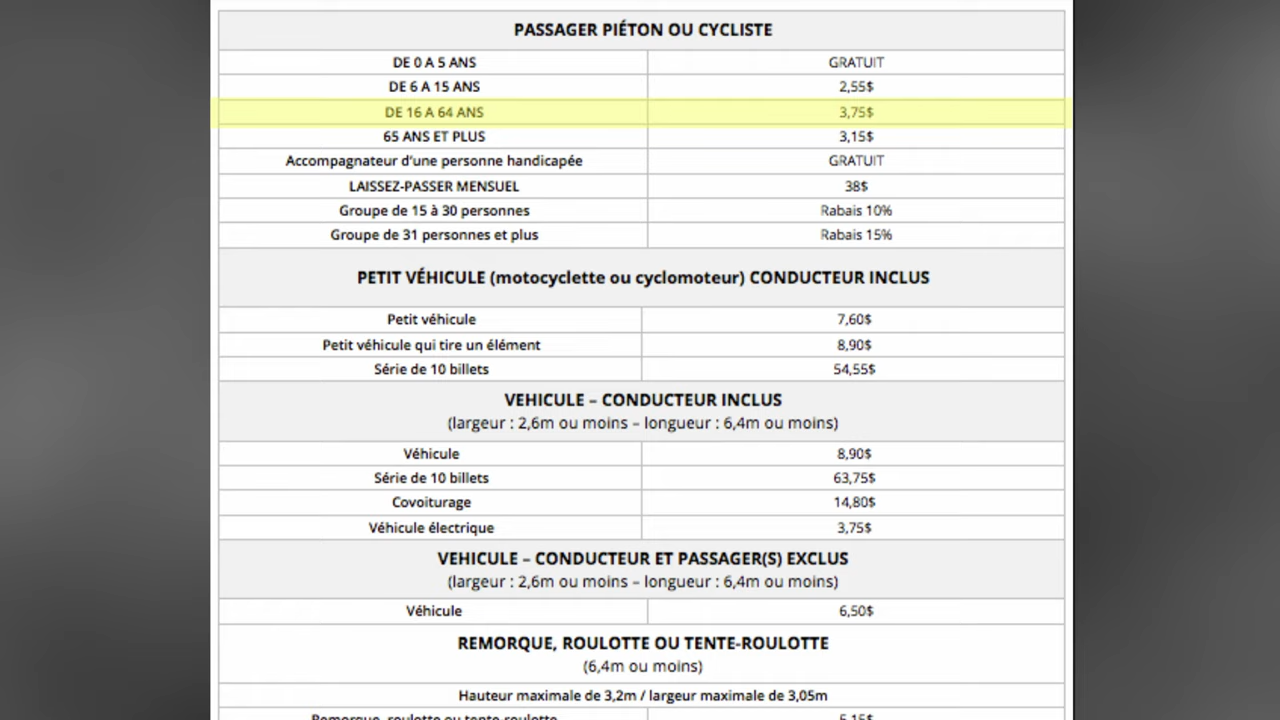 PASSAGER PIÉTON OU CYCLISTE
DE 0 A 5 ANS GRATUIT
DE 6 A 15 ANS 2,55$
DE 16 A 64 ANS 3,75$
65 ANS ET PLUS 3,15$
Accompagnateur d'une personne handicapée GRATUIT
LAISSEZ-PASSER MENSUEL 38$
Groupe de 15 à 30 personnes Rabais 10%
Groupe de 31 personnes et plus Rabais 15%
PETIT VÉHICULE (motocyclette ou cyclomoteur) CONDUCTEUR INCLUS
Petit véhicule 7,60$
Petit véhicule qui tire un élément 8,90$
Série de 10 billets 54,55$
VEHICULE – CONDUCTEUR INCLUS
(largeur : 2,6m ou moins – longueur : 6,4m ou moins)
Véhicule 8,90$
Série de 10 billets 63,75$
Covoiturage 14,80$
Véhicule électrique 3,75$
VEHICULE – CONDUCTEUR ET PASSAGER(S) EXCLUS
(largeur : 2,6m ou moins – longueur : 6,4m ou moins)
Véhicule 6,50$
REMORQUE, ROULOTTE OU TENTE-ROULOTTE
(6,4m ou moins)
Hauteur maximale de 3,2m / largeur maximale de 3,05m
Remorque, roulotte ou tente-roulotte 5,15$